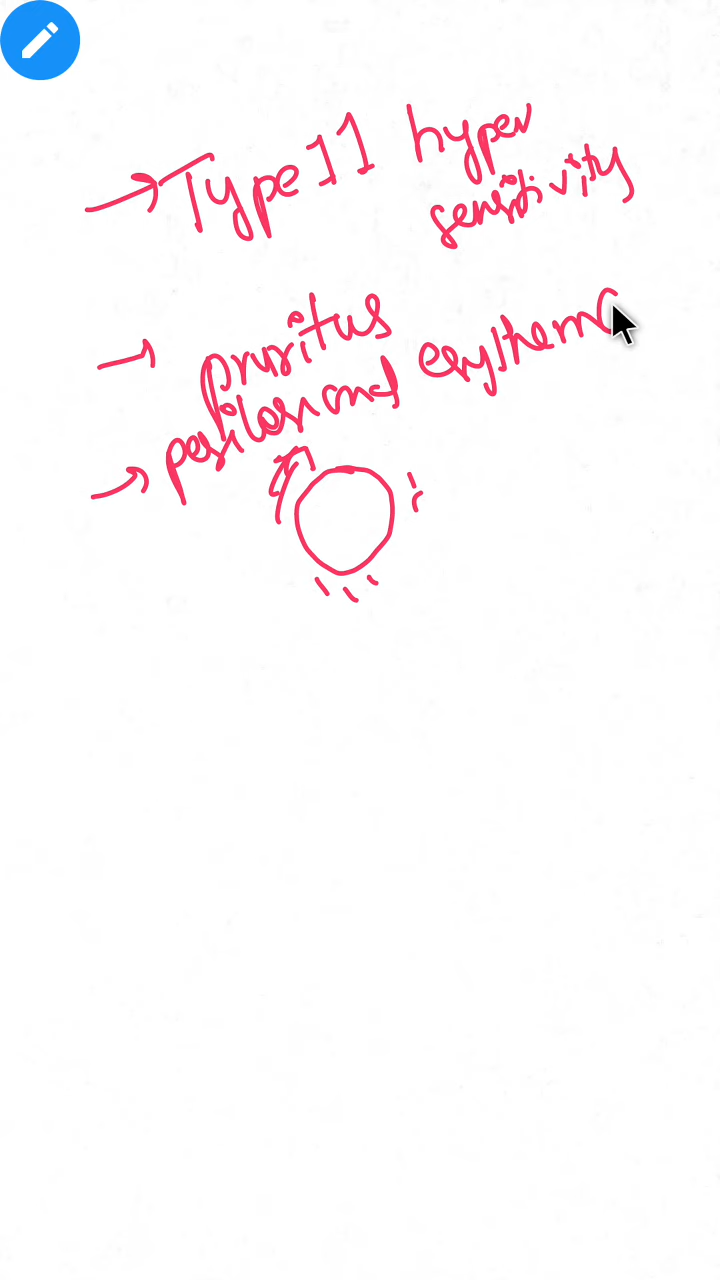 → Type 11 hyper
sensitivity
→ pruritus
→ perilesional erythema